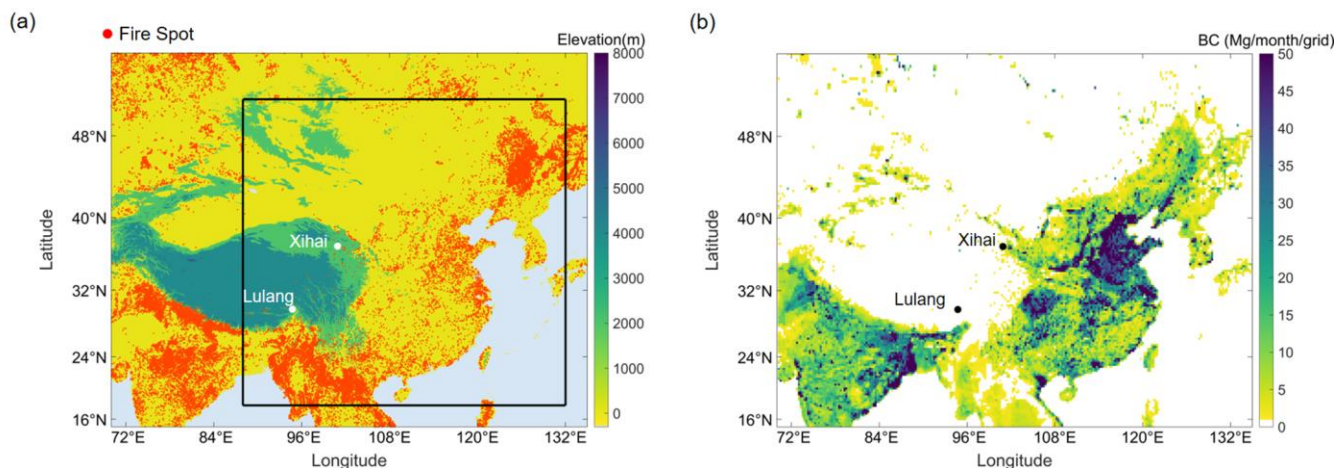 (a)
Fire Spot
Elevation(m)
8000
7000
6000
5000
4000
3000
2000
1000
0
48°N
40°N
32°N
24°N
16°N
Latitude
Xihai
Lulang
72°E 84°E 96°E 108°E 120°E 132°E
Longitude
(b)
BC (Mg/month/grid)
50
45
40
35
30
25
20
15
10
5
0
48°N
40°N
32°N
24°N
16°N
Latitude
Xihai
Lulang
72°E 84°E 96°E 108°E 120°E 132°E
Longitude